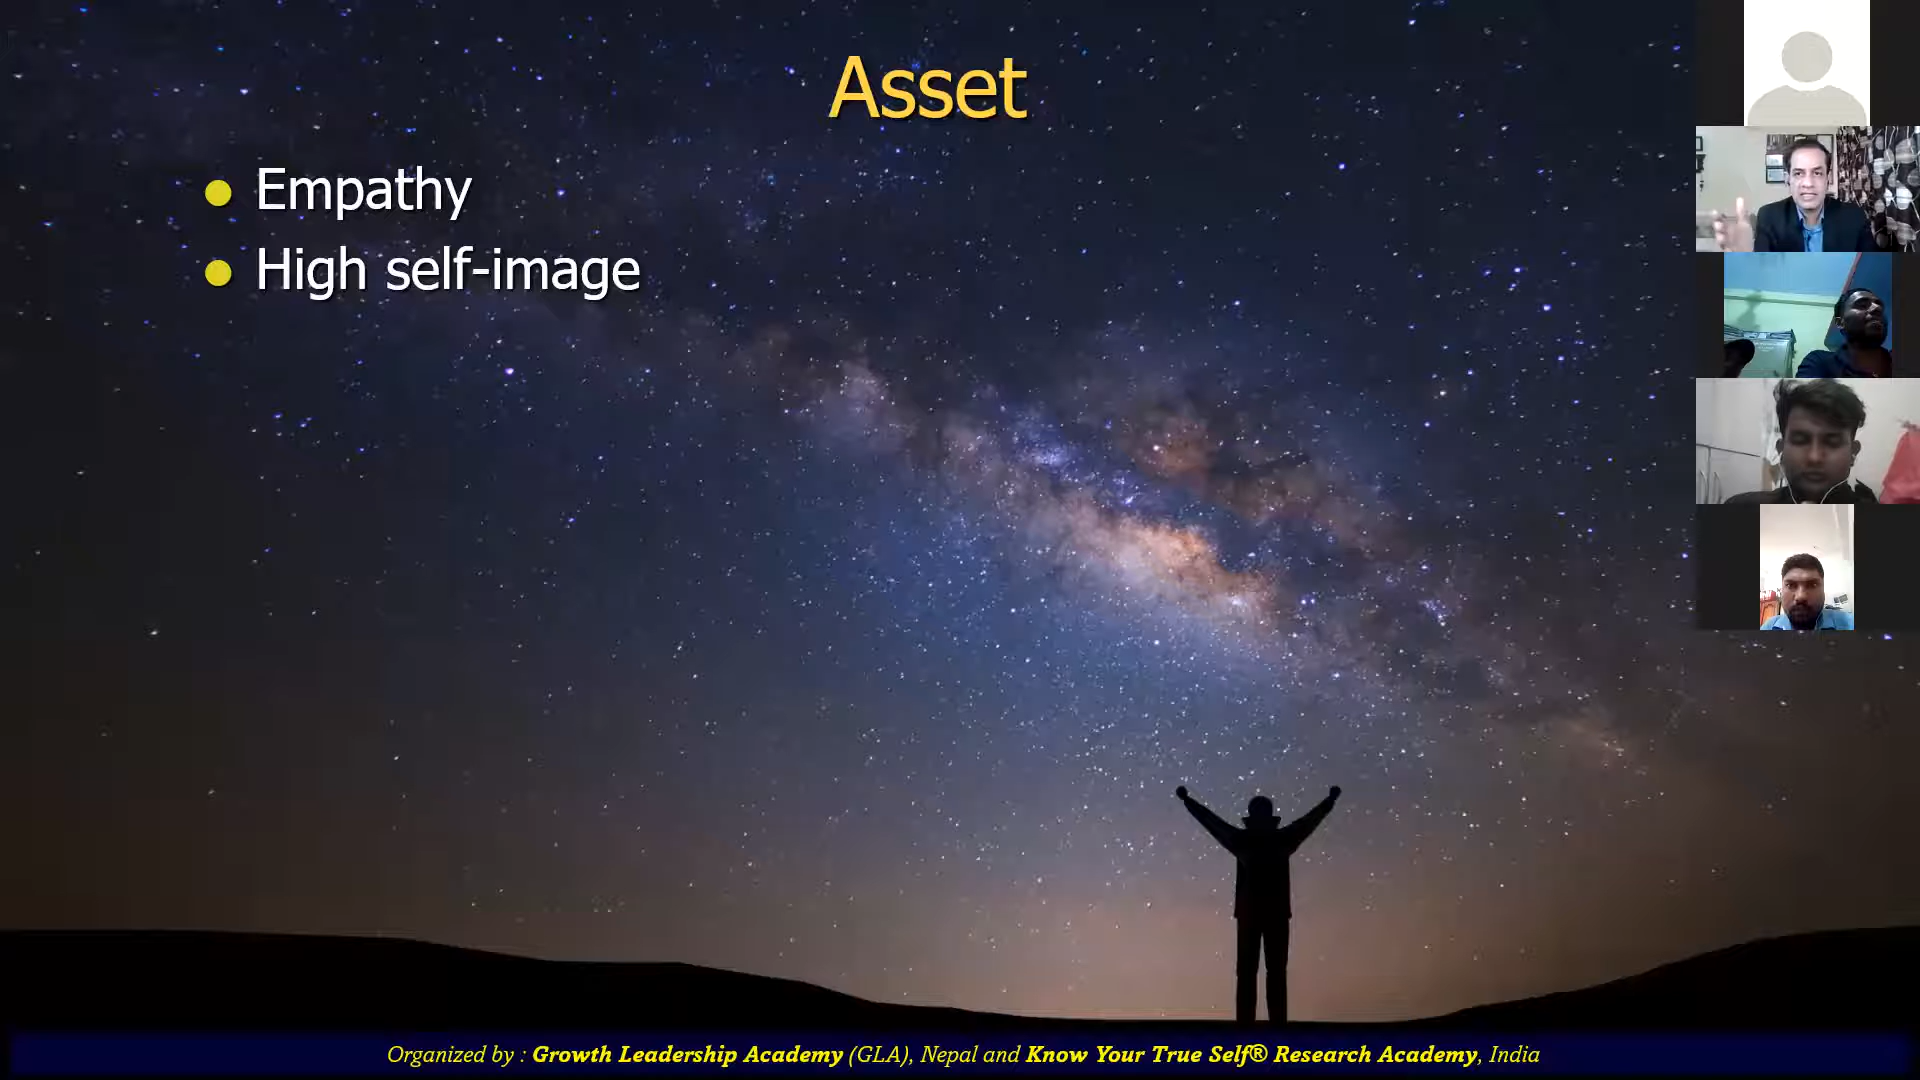 Asset
Empathy
High self-image
Organized by : Growth Leadership Academy (GLA), Nepal and Know Your True Self® Research Academy, India